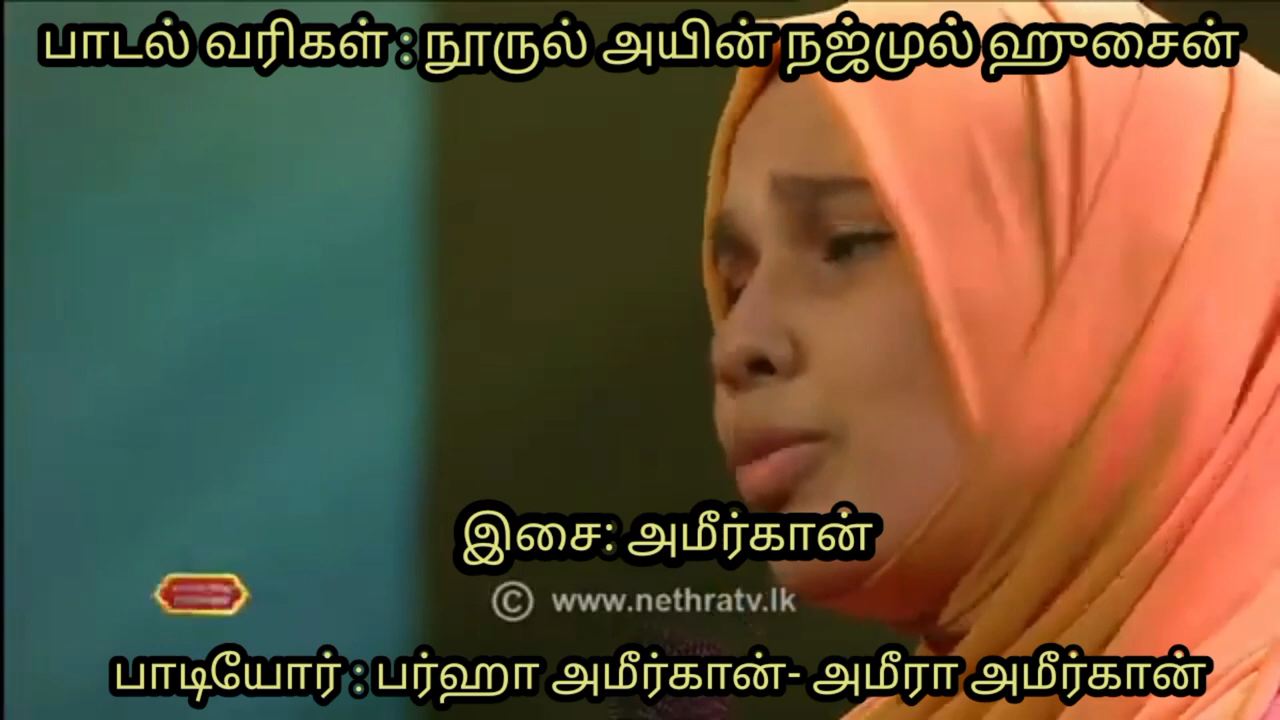 பாடல் வரிகள் : நூருல் அயின் நஜ்முல் ஹுசைன்
இசை: அமீர்கான்
© www.nethratv.lk
பாடியோர் : பர்ஹா அமீர்கான்- அமீரா அமீர்கான்